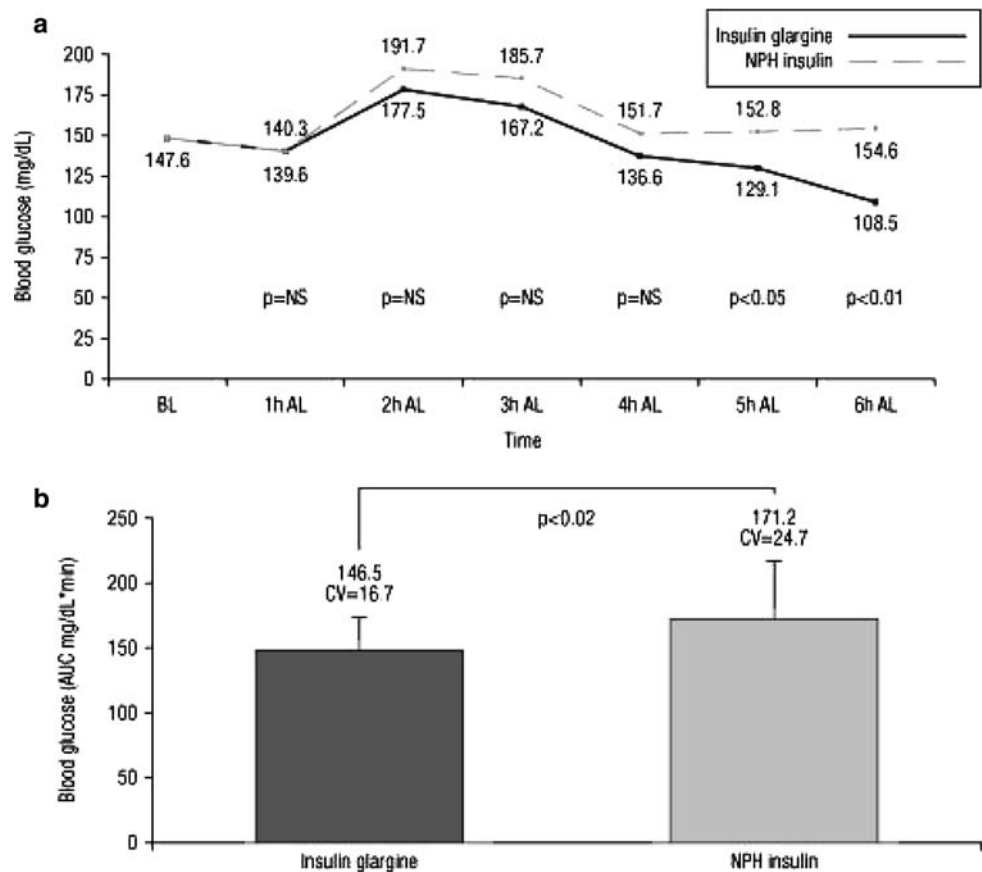 a
Insulin glargine
NPH insulin
Blood glucose (mg/dL)
200
175
150
125
100
75
50
25
0
147.6
140.3
139.6
191.7
177.5
185.7
167.2
151.7
136.6
152.8
129.1
154.6
108.5
p=NS p=NS p=NS p=NS p<0.05 p<0.01
BL 1h AL 2h AL 3h AL 4h AL 5h AL 6h AL
Time
b
Blood glucose (AUC mg/dL*min)
250
200
150
100
50
0
p<0.02
146.5
CV=16.7
171.2
CV=24.7
Insulin glargine NPH insulin